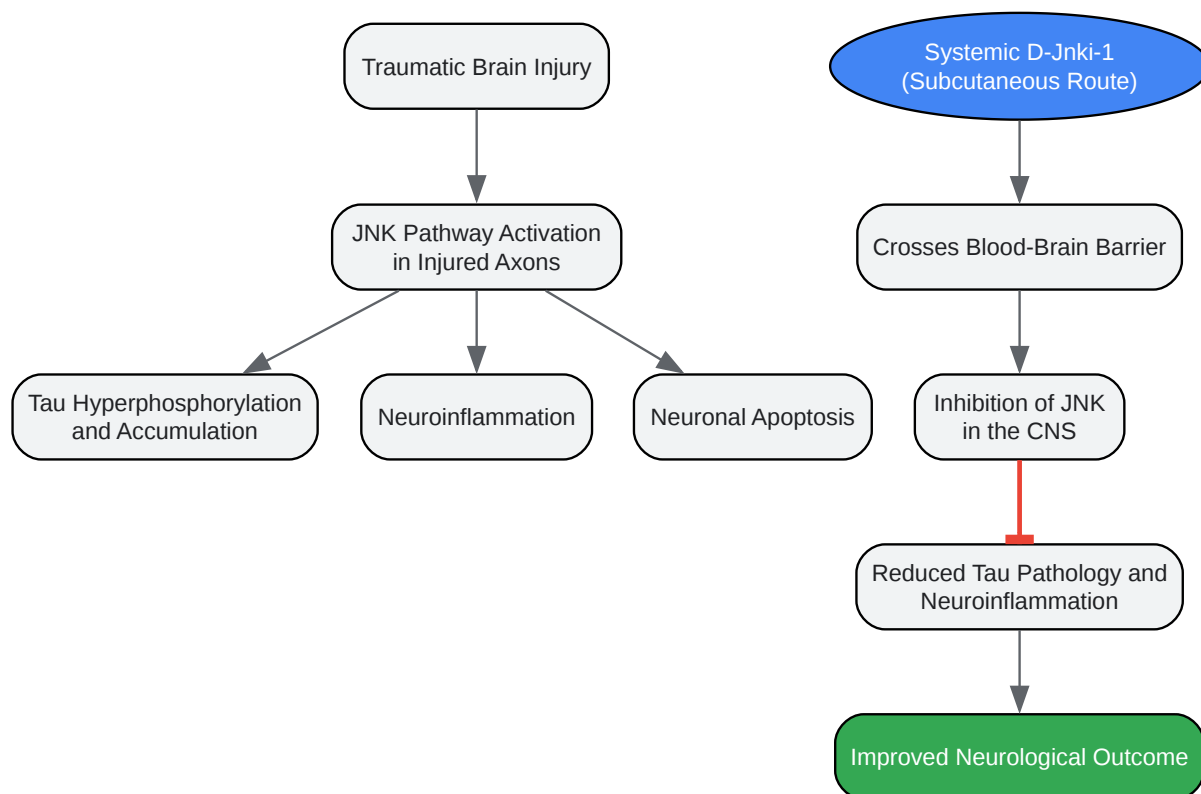 Traumatic Brain Injury
Systemic D-Jnki-1
(Subcutaneous Route)
JNK Pathway Activation
in Injured Axons
Crosses Blood-Brain Barrier
Tau Hyperphosphorylation
and Accumulation
Neuroinflammation
Neuronal Apoptosis
Inhibition of JNK
in the CNS
Reduced Tau Pathology and
Neuroinflammation
Improved Neurological Outcome